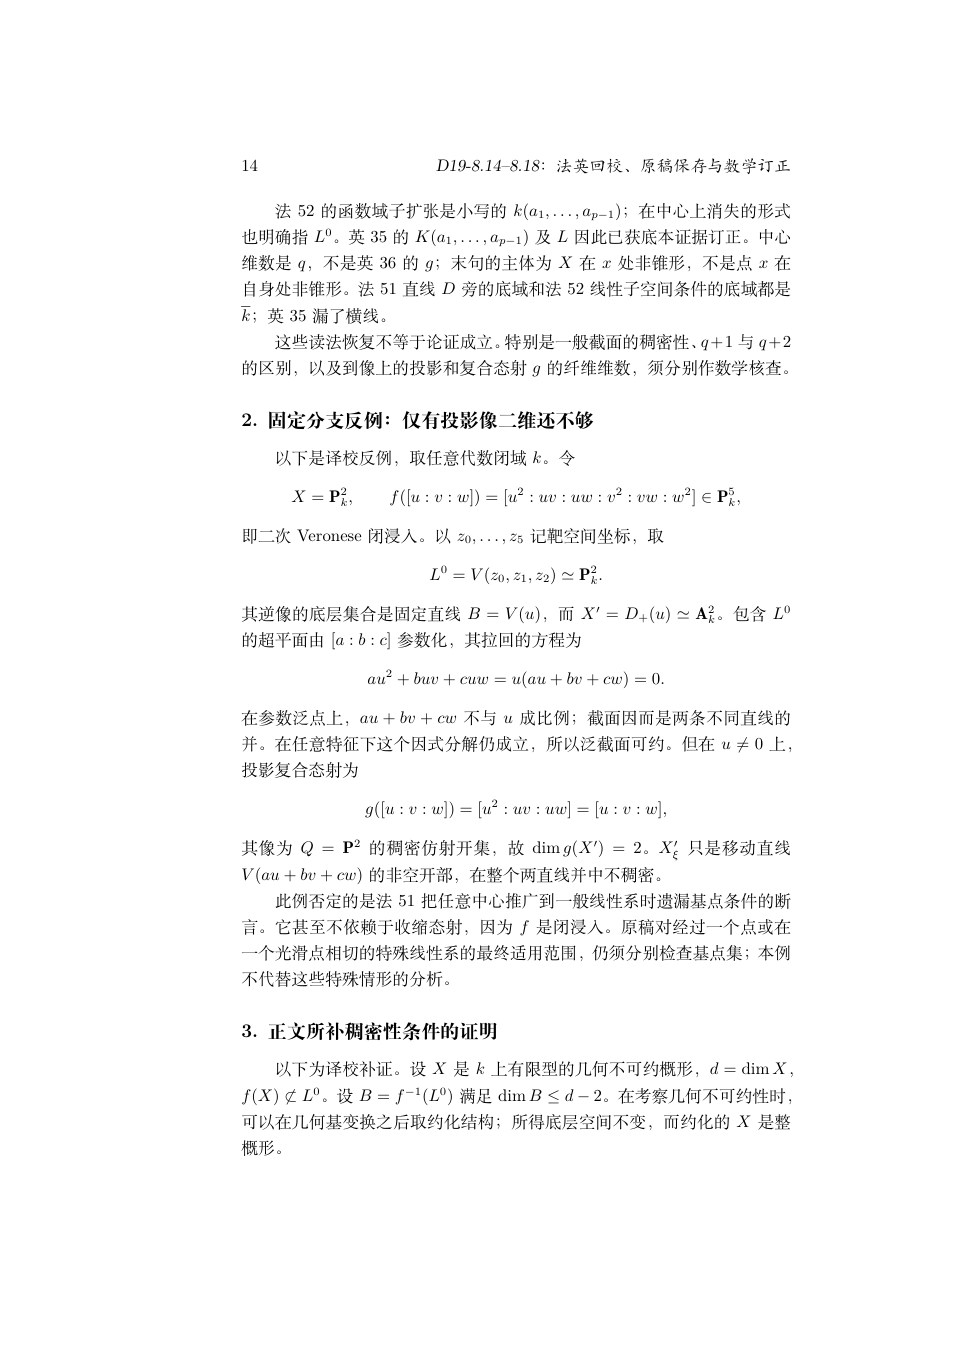 14 D19-8.14–8.18：法英回校、原稿保存与数学订正
法 52 的函数域子扩张是小写的 k(a₁, . . . , aₚ₋₁)；在中心上消失的形式
也明确指 L⁰。英 35 的 K(a₁, . . . , aₚ₋₁) 及 L 因此已获底本证据订正。中心
维数是 q，不是英 36 的 g；末句的主体为 X 在 x 处非锥形，不是点 x 在
自身处非锥形。法 51 直线 D 旁的底域和法 52 线性子空间条件的底域都是
k̅；英 35 漏了横线。
这些读法恢复不等于论证成立。特别是一般截面的稠密性、q+1 与 q+2
的区别，以及到像上的投影和复合态射 g 的纤维维数，须分别作数学核查。
2. 固定分支反例：仅有投影像二维还不够
以下是译校反例，取任意代数闭域 k。令
X = P²ₖ, f([u : v : w]) = [u² : uv : uw : v² : vw : w²] ∈ P⁵ₖ,
即二次 Veronese 闭浸入。以 z₀, . . . , z₅ 记靶空间坐标，取
L⁰ = V(z₀, z₁, z₂) ≃ P²ₖ.
其逆像的底层集合是固定直线 B = V(u)，而 X′ = D₊(u) ≃ A²ₖ。包含 L⁰
的超平面由 [a : b : c] 参数化，其拉回的方程为
au² + buv + cuw = u(au + bv + cw) = 0.
在参数泛点上，au + bv + cw 不与 u 成比例；截面因而是两条不同直线的
并。在任意特征下这个因式分解仍成立，所以泛截面可约。但在 u ≠ 0 上，
投影复合态射为
g([u : v : w]) = [u² : uv : uw] = [u : v : w],
其像为 Q = P² 的稠密仿射开集，故 dim g(X′) = 2。X′_ξ 只是移动直线
V(au + bv + cw) 的非空开部，在整个两直线并中不稠密。
此例否定的是法 51 把任意中心推广到一般线性系时遗漏基点条件的断
言。它甚至不依赖于收缩态射，因为 f 是闭浸入。原稿对经过一个点或在
一个光滑点相切的特殊线性系的最终适用范围，仍须分别检查基点集；本例
不代替这些特殊情形的分析。
3. 正文所补稠密性条件的证明
以下为译校补证。设 X 是 k 上有限型的几何不可约概形，d = dim X，
f(X) ⊄ L⁰。设 B = f⁻¹(L⁰) 满足 dim B ≤ d − 2。在考察几何不可约性时，
可以在几何基变换之后取约化结构；所得底层空间不变，而约化的 X 是整
概形。